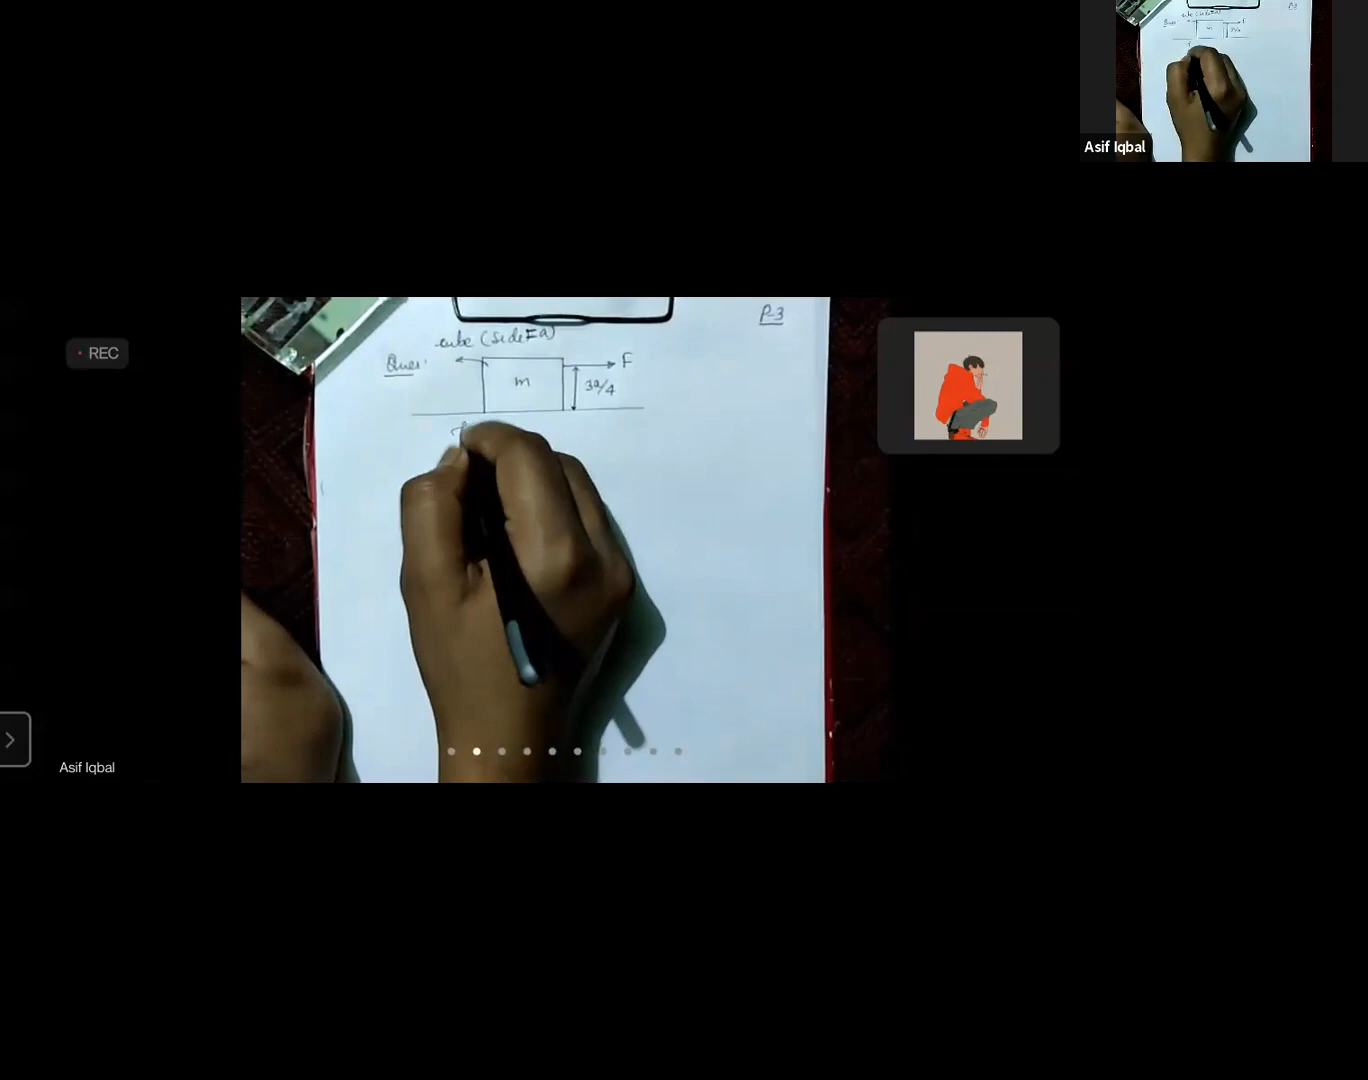 Asif Iqbal
REC
P-3
cube (side = a)
Ques:
m
F
3a/4
Asif Iqbal